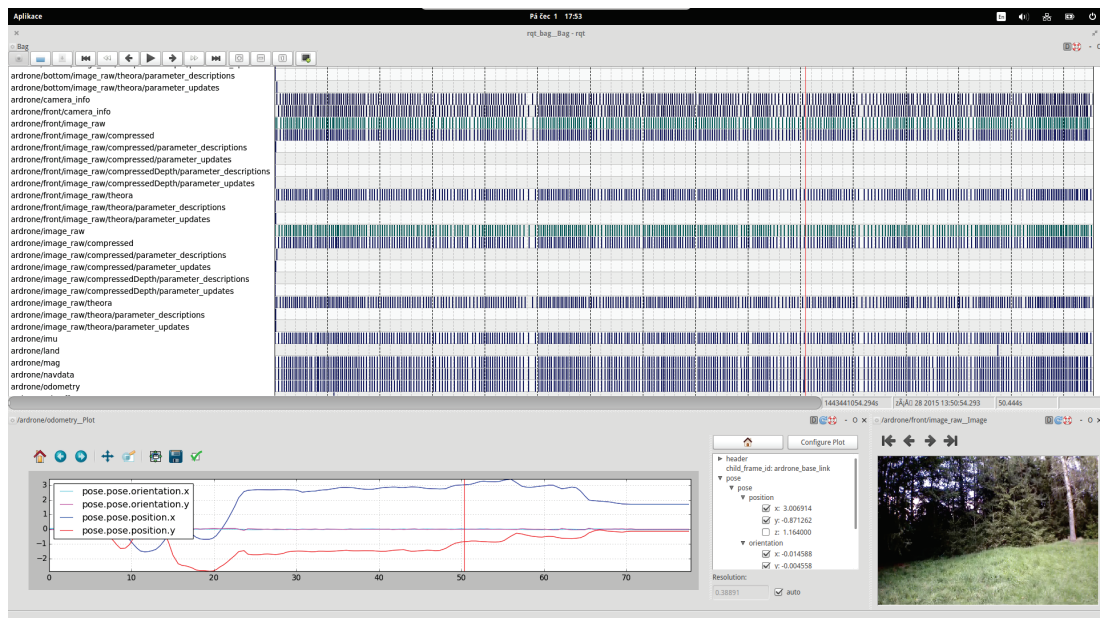 Aplikace
Pá čec 1 17:53
En
rqt_bag__Bag - rqt
Bag
ardrone/bottom/image_raw/theora/parameter_descriptions
ardrone/bottom/image_raw/theora/parameter_updates
ardrone/camera_info
ardrone/front/camera_info
ardrone/front/image_raw
ardrone/front/image_raw/compressed
ardrone/front/image_raw/compressed/parameter_descriptions
ardrone/front/image_raw/compressed/parameter_updates
ardrone/front/image_raw/compressedDepth/parameter_descriptions
ardrone/front/image_raw/compressedDepth/parameter_updates
ardrone/front/image_raw/theora
ardrone/front/image_raw/theora/parameter_descriptions
ardrone/front/image_raw/theora/parameter_updates
ardrone/image_raw
ardrone/image_raw/compressed
ardrone/image_raw/compressed/parameter_descriptions
ardrone/image_raw/compressed/parameter_updates
ardrone/image_raw/compressedDepth/parameter_descriptions
ardrone/image_raw/compressedDepth/parameter_updates
ardrone/image_raw/theora
ardrone/image_raw/theora/parameter_descriptions
ardrone/image_raw/theora/parameter_updates
ardrone/imu
ardrone/land
ardrone/mag
ardrone/navdata
ardrone/odometry
1443441054.294s
28 2015 13:50:54.293
50.444s
/ardrone/odometry__Plot
/ardrone/front/image_raw__Image
Configure Plot
header
child_frame_id: ardrone_base_link
pose
pose
position
x: 3.006914
y: -0.871262
z: 1.164000
orientation
x: -0.014588
y: -0.004558
Resolution:
0.38891
auto
pose.pose.orientation.x
pose.pose.orientation.y
pose.pose.position.x
pose.pose.position.y
3
2
1
0
−1
−2
0 10 20 30 40 50 60 70